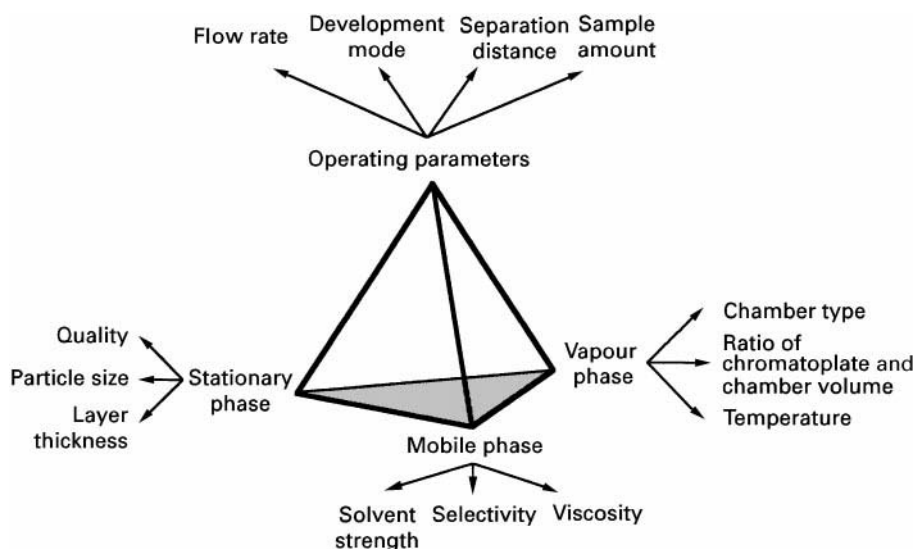 Flow rate
Development
mode
Separation
distance
Sample
amount
Operating parameters
Quality
Particle size
Layer
thickness
Stationary
phase
Vapour
phase
Chamber type
Ratio of
chromatoplate and
chamber volume
Temperature
Mobile phase
Solvent
strength
Selectivity
Viscosity